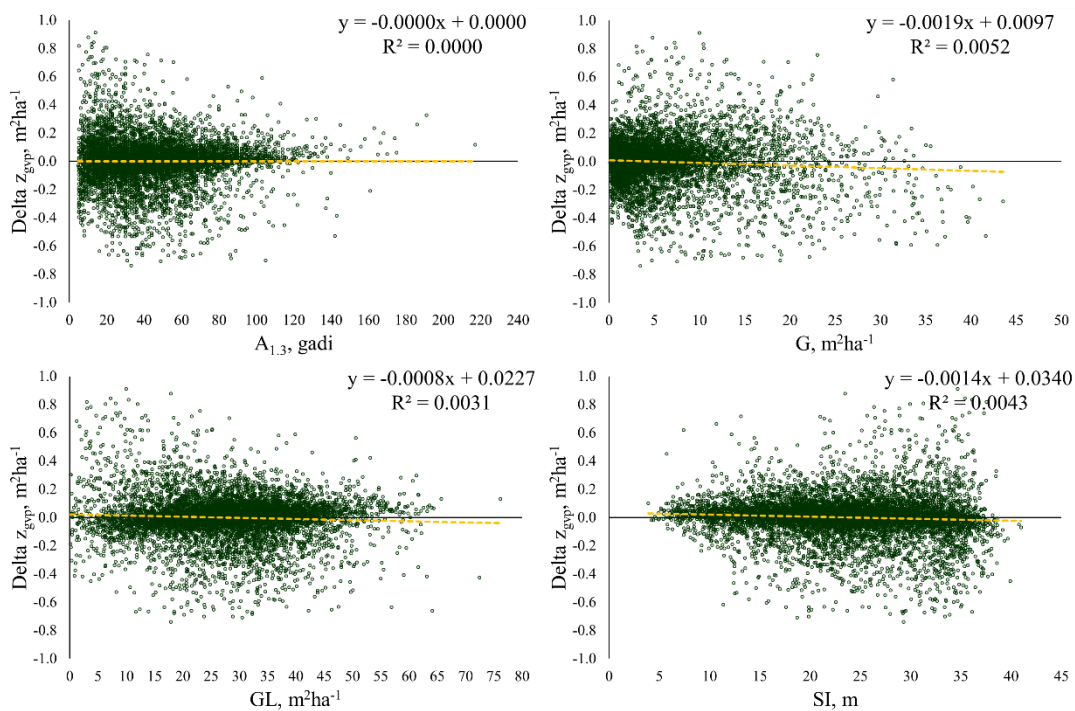 y = -0.0000x + 0.0000
R² = 0.0000
1.0
0.8
0.6
0.4
0.2
0.0
-0.2
-0.4
-0.6
-0.8
-1.0
Delta z_gvp, m²ha⁻¹
0 20 40 60 80 100 120 140 160 180 200 220 240
A₁.₃, gadi
y = -0.0019x + 0.0097
R² = 0.0052
1.0
0.8
0.6
0.4
0.2
0.0
-0.2
-0.4
-0.6
-0.8
-1.0
Delta z_gvp, m²ha⁻¹
0 5 10 15 20 25 30 35 40 45 50
G, m²ha⁻¹
y = -0.0008x + 0.0227
R² = 0.0031
1.0
0.8
0.6
0.4
0.2
0.0
-0.2
-0.4
-0.6
-0.8
-1.0
Delta z_gvp, m²ha⁻¹
0 5 10 15 20 25 30 35 40 45 50 55 60 65 70 75 80
GL, m²ha⁻¹
y = -0.0014x + 0.0340
R² = 0.0043
1.0
0.8
0.6
0.4
0.2
0.0
-0.2
-0.4
-0.6
-0.8
-1.0
Delta z_gvp, m²ha⁻¹
0 5 10 15 20 25 30 35 40 45
SI, m